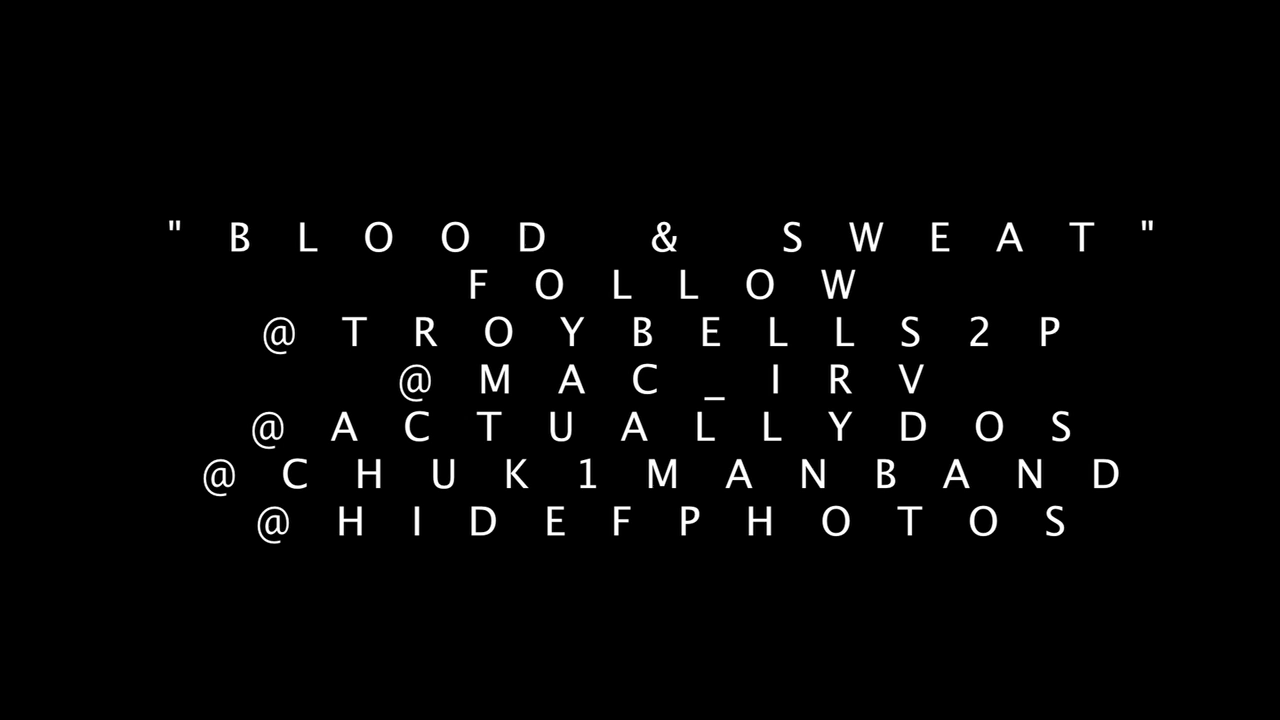 "BLOOD & SWEAT"
FOLLOW
@TROYBELLS2P
@MAC_IRV
@ACTUALLYDOS
@CHUK1MANBAND
@HIDEFPHOTOS